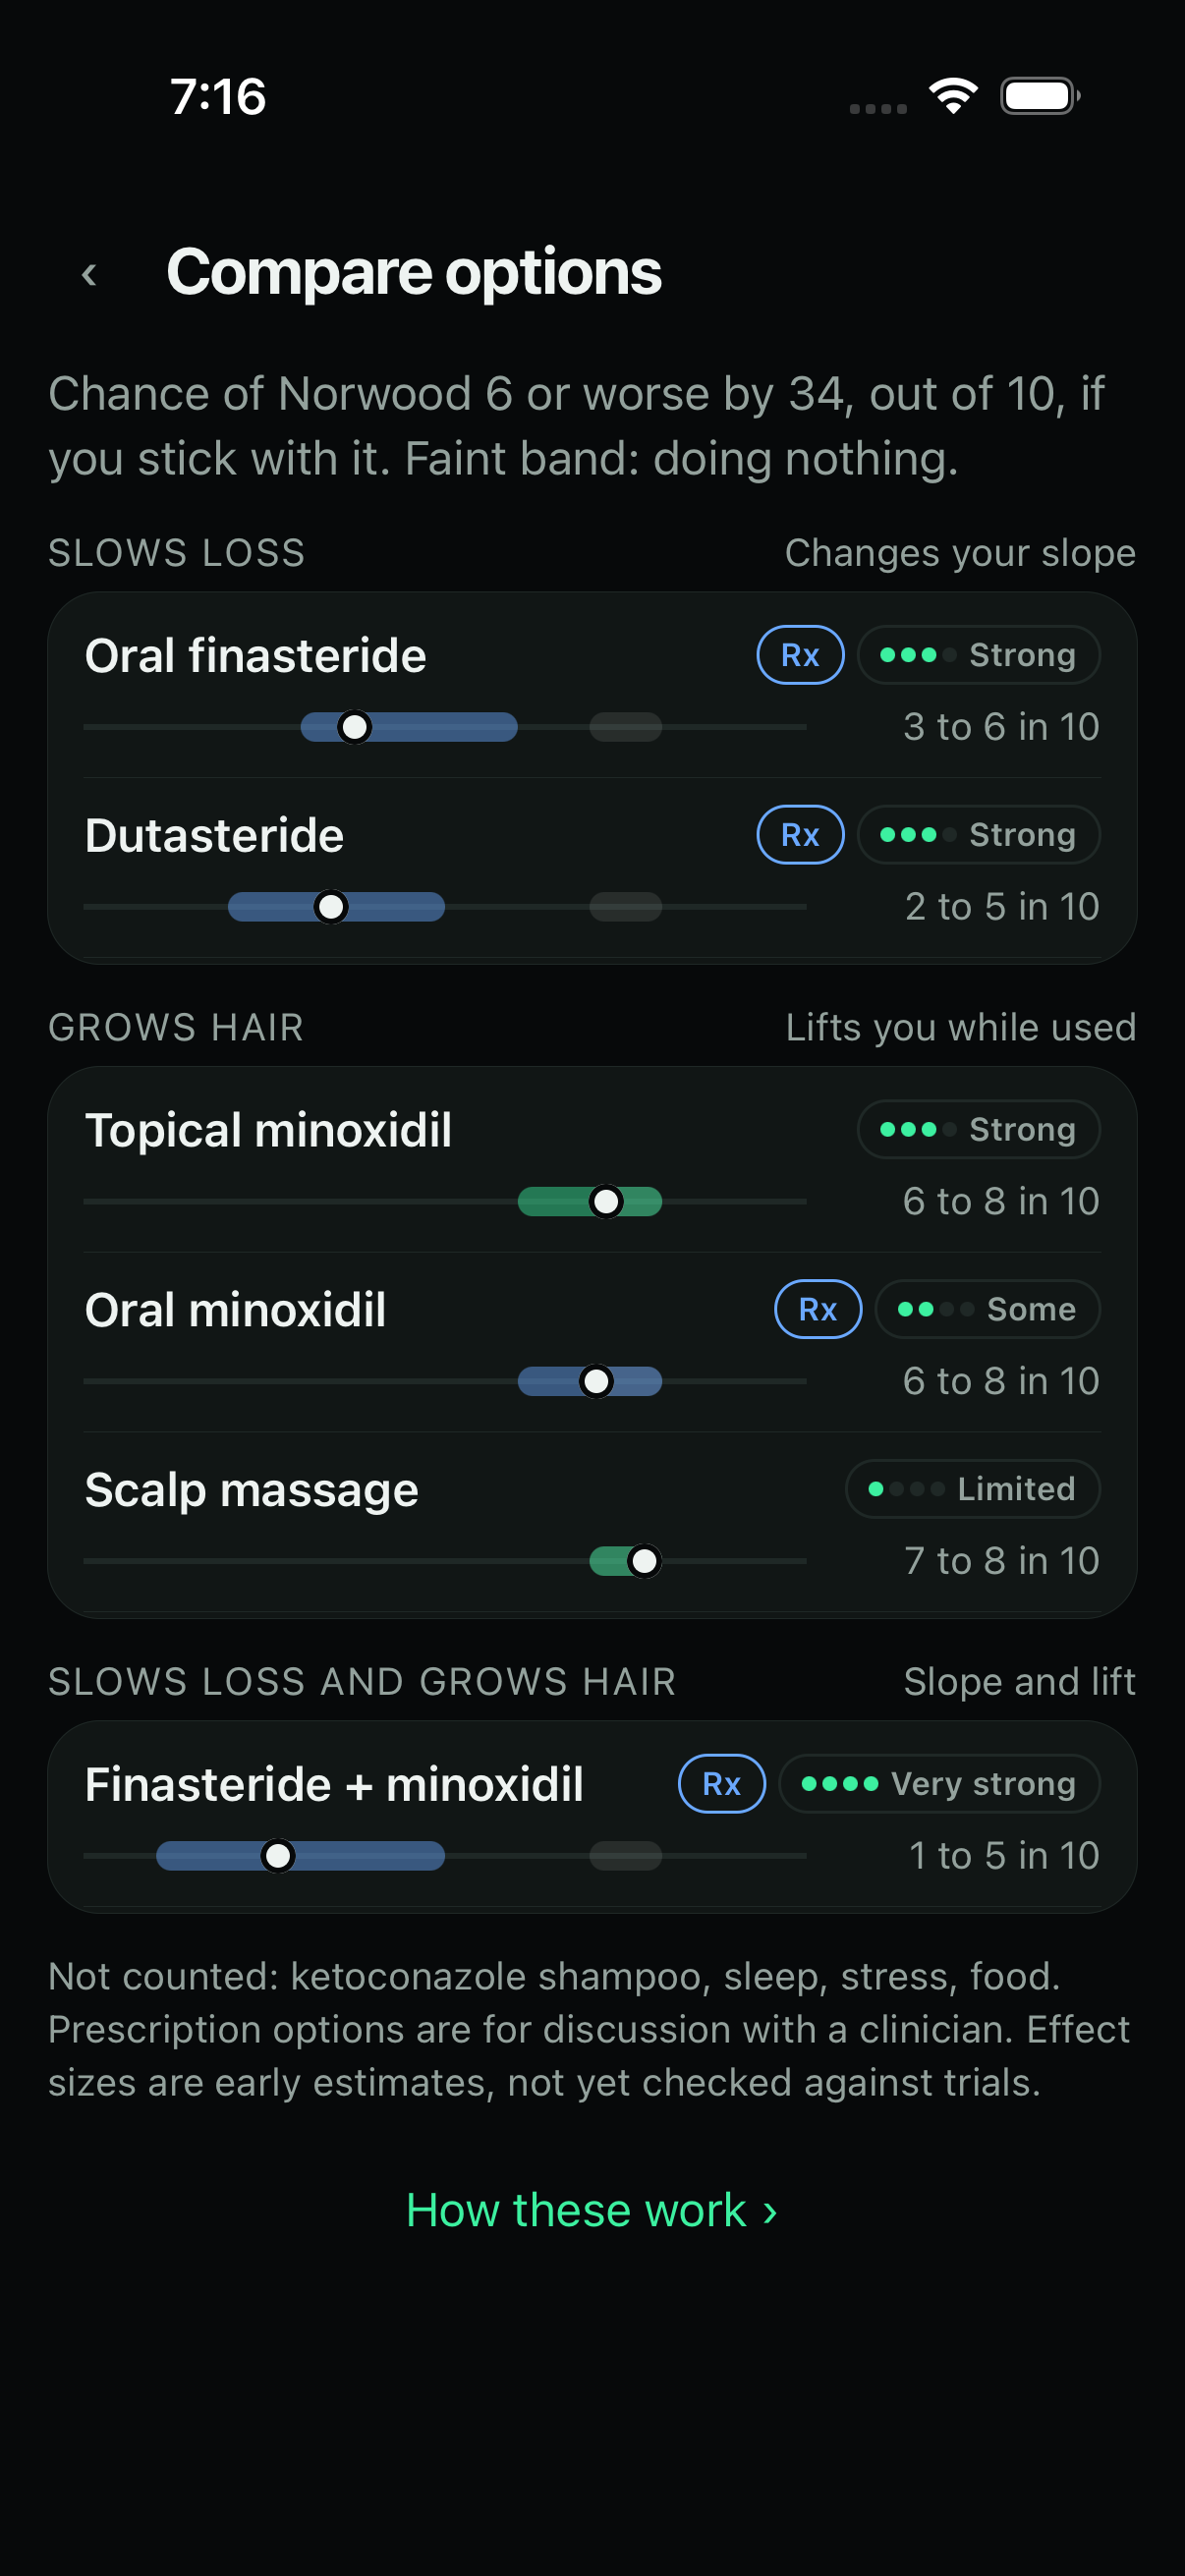 7:16
‹ Compare options
Chance of Norwood 6 or worse by 34, out of 10, if
you stick with it. Faint band: doing nothing.
SLOWS LOSS Changes your slope
Oral finasteride Rx Strong
3 to 6 in 10
Dutasteride Rx Strong
2 to 5 in 10
GROWS HAIR Lifts you while used
Topical minoxidil Strong
6 to 8 in 10
Oral minoxidil Rx Some
6 to 8 in 10
Scalp massage Limited
7 to 8 in 10
SLOWS LOSS AND GROWS HAIR Slope and lift
Finasteride + minoxidil Rx Very strong
1 to 5 in 10
Not counted: ketoconazole shampoo, sleep, stress, food.
Prescription options are for discussion with a clinician. Effect
sizes are early estimates, not yet checked against trials.
How these work ›